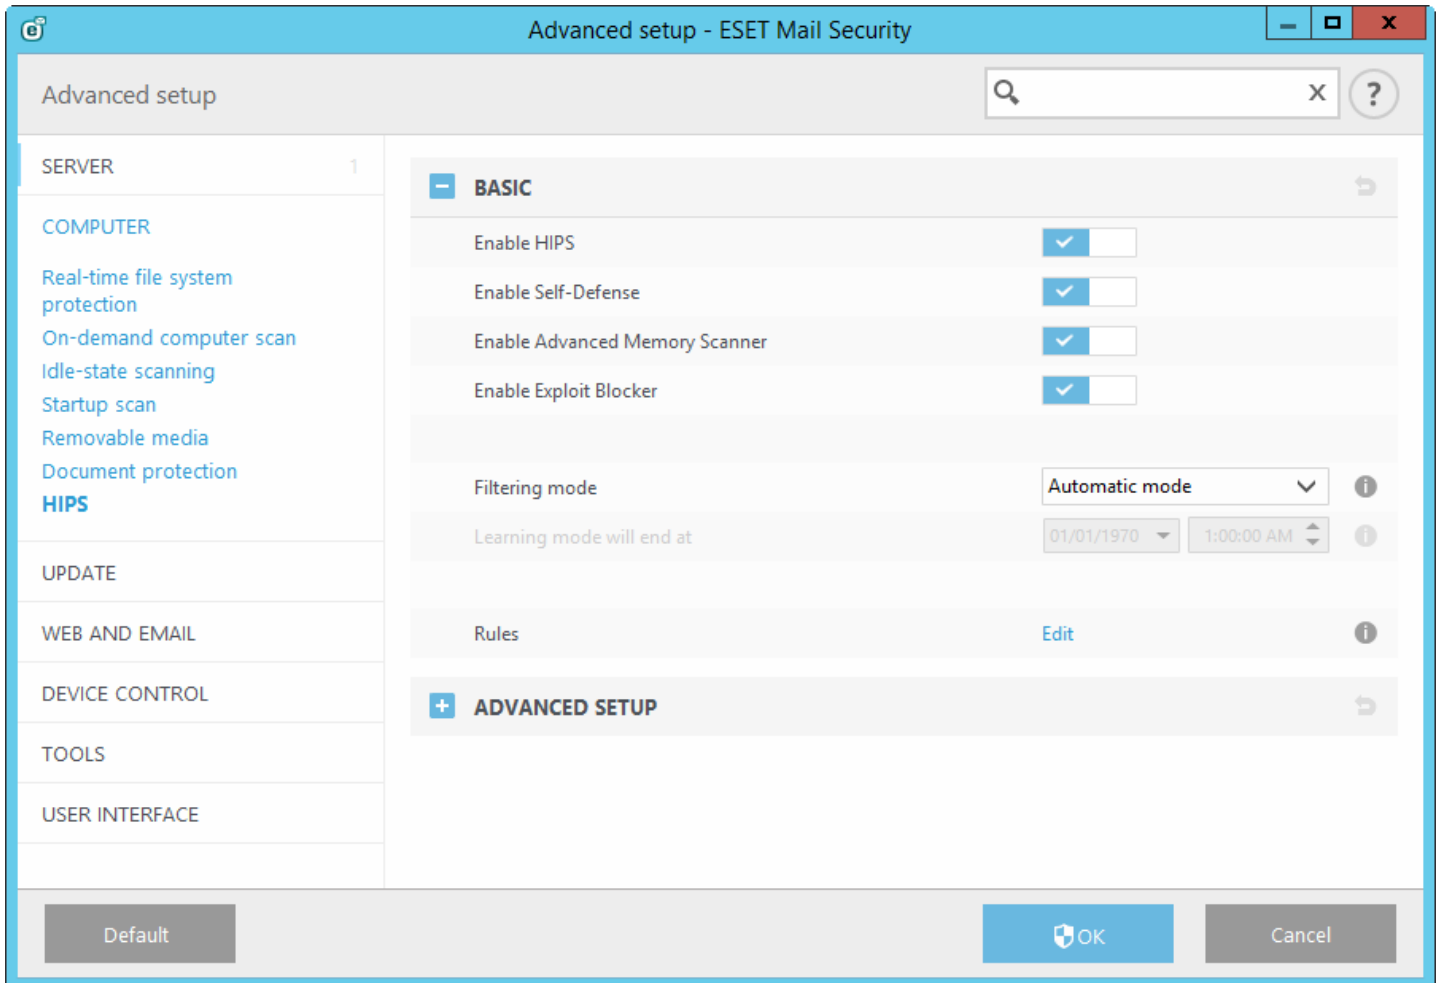 Advanced setup - ESET Mail Security
Advanced setup
SERVER 1
COMPUTER
Real-time file system
protection
On-demand computer scan
Idle-state scanning
Startup scan
Removable media
Document protection
HIPS
UPDATE
WEB AND EMAIL
DEVICE CONTROL
TOOLS
USER INTERFACE
BASIC
Enable HIPS
Enable Self-Defense
Enable Advanced Memory Scanner
Enable Exploit Blocker
Filtering mode Automatic mode
Learning mode will end at 01/01/1970 1:00:00 AM
Rules Edit
ADVANCED SETUP
Default OK Cancel